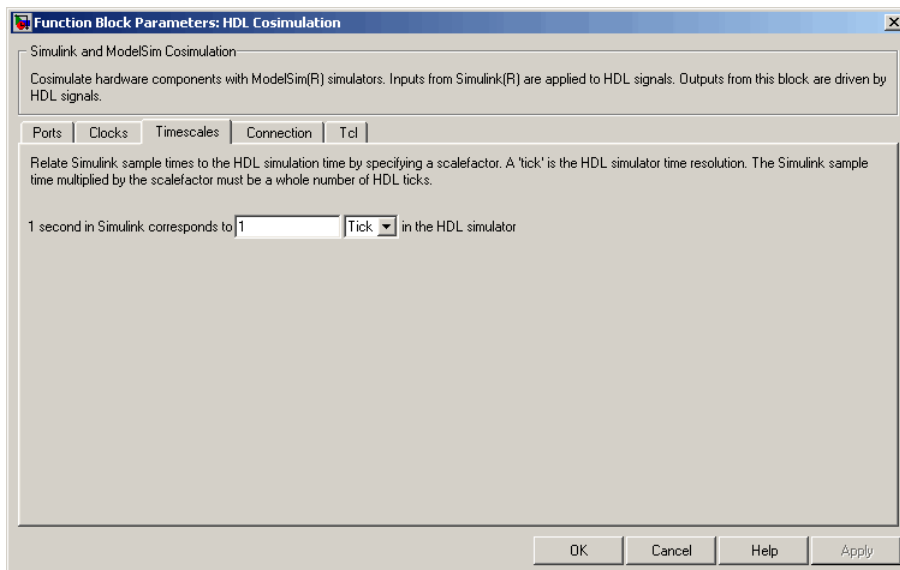 Function Block Parameters: HDL Cosimulation
Simulink and ModelSim Cosimulation
Cosimulate hardware components with ModelSim(R) simulators. Inputs from Simulink(R) are applied to HDL signals. Outputs from this block are driven by
HDL signals.
Ports Clocks Timescales Connection Tcl
Relate Simulink sample times to the HDL simulation time by specifying a scalefactor. A 'tick' is the HDL simulator time resolution. The Simulink sample
time multiplied by the scalefactor must be a whole number of HDL ticks.
1 second in Simulink corresponds to 1 Tick in the HDL simulator
OK Cancel Help Apply